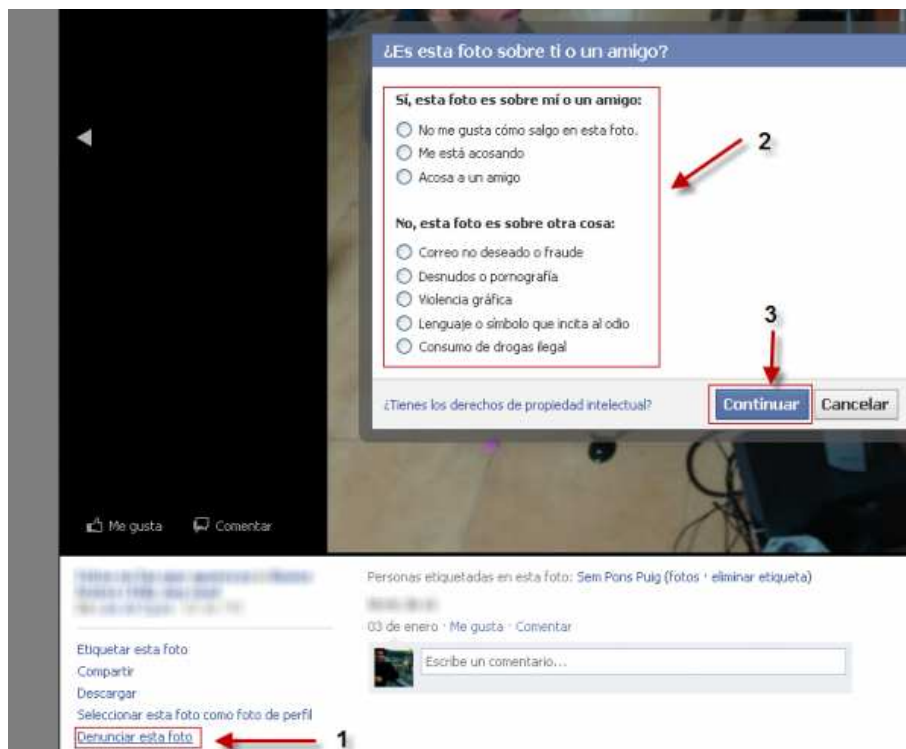 ¿Es esta foto sobre ti o un amigo?
Sí, esta foto es sobre mí o un amigo:
No me gusta cómo salgo en esta foto.
Me está acosando
Acosa a un amigo
2
No, esta foto es sobre otra cosa:
Correo no deseado o fraude
Desnudos o pornografía
Violencia gráfica
Lenguaje o símbolo que incita al odio
Consumo de drogas ilegal
3
¿Tienes los derechos de propiedad intelectual?
Continuar
Cancelar
Me gusta
Comentar
Personas etiquetadas en esta foto: Sem Pons Puig (fotos · eliminar etiqueta)
03 de enero · Me gusta · Comentar
Escribe un comentario...
Etiquetar esta foto
Compartir
Descargar
Seleccionar esta foto como foto de perfil
Denunciar esta foto
1